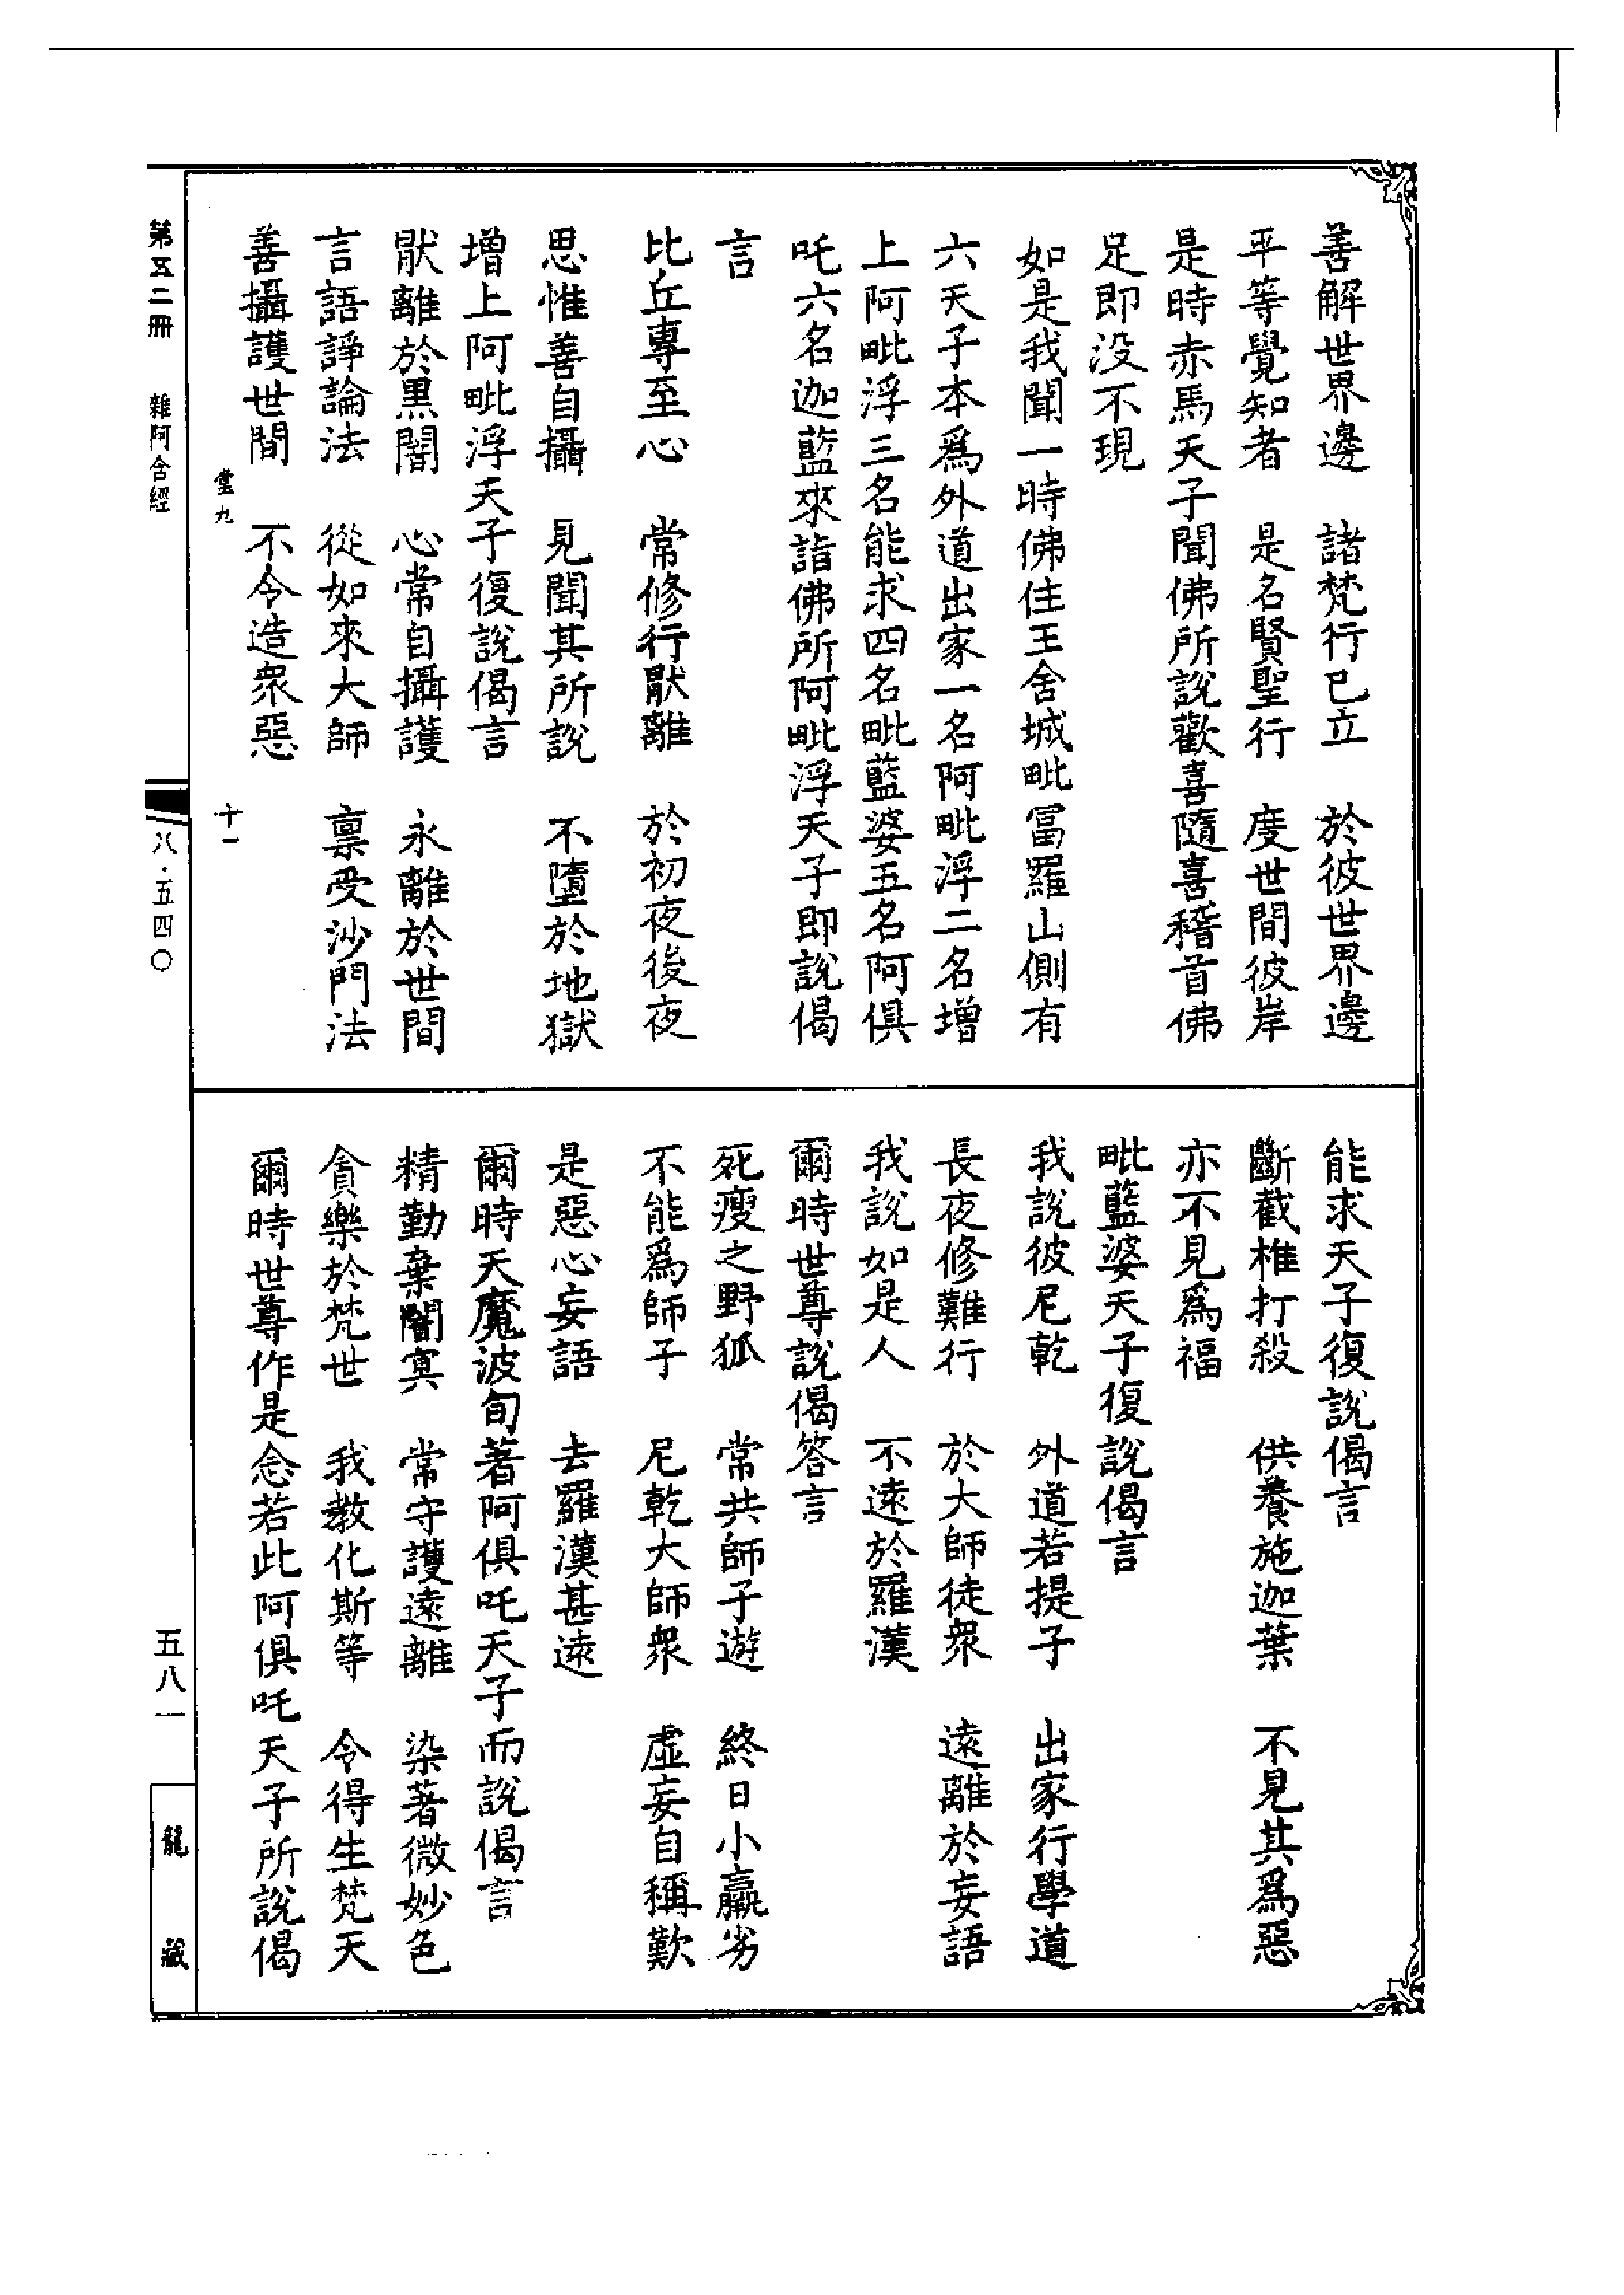 善解世界邊　諸梵行已立　於彼世界邊
平等覺知者　是名賢聖行　度世間彼岸
是時赤馬天子聞佛所說歡喜隨喜稽首佛
足即没不現
如是我聞一時佛住王舍城毗富羅山側有
六天子本爲外道出家一名阿毗浮二名增
上阿毗浮三名能求四名毗藍婆五名阿俱
吒六名迦藍來詣佛所阿毗浮天子即說偈
言
比丘專至心　常修行厭離　於初夜後夜
思惟善自攝　見聞其所說　不墮於地獄
增上阿毗浮天子復說偈言
厭離於黑闇　心常自攝護　永離於世間
言語諍論法　從如來大師　禀受沙門法
善攝護世間　不令造衆惡
能求天子復說偈言
斷截椎打殺　供養施迦葉　不見其爲惡
亦不見爲福
毗藍婆天子復說偈言
我說彼尼乾　外道若提子　出家行學道
長夜修難行　於大師徒衆　遠離於妄語
我說如是人　不遠於羅漢
爾時世尊說偈答言
死瘦之野狐　常共師子遊　終日小羸劣
不能爲師子　尼乾大師衆　虛妄自稱歎
是惡心妄語　去羅漢甚遠
爾時天魔波旬著阿俱吒天子而說偈言
精勤棄闇冥　常守護遠離　染著微妙色
貪樂於梵世　我教化斯等　令得生梵天
爾時世尊作是念若此阿俱吒天子所說偈
堂九　十一
第五二冊　雜阿含經　八·五四〇　五八一　龍藏